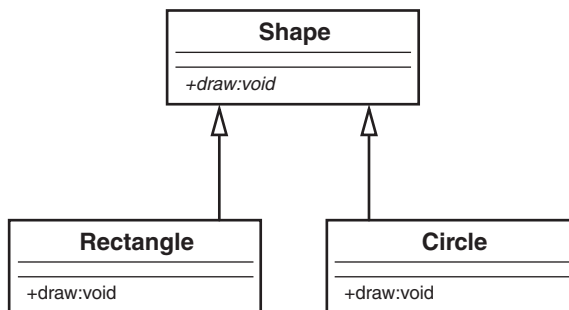 Shape
+draw:void
Rectangle
+draw:void
Circle
+draw:void